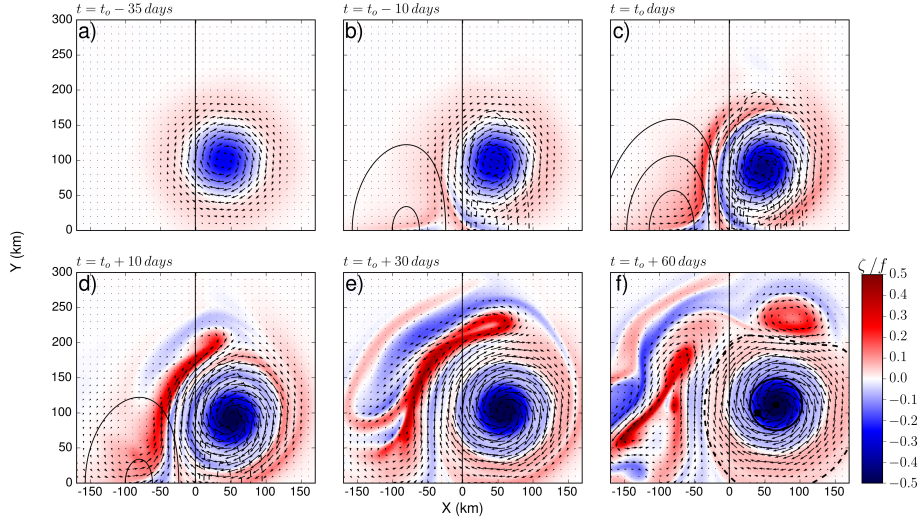 t = t_o − 35 days
t = t_o − 10 days
t = t_o days
a)
b)
c)
300
250
200
150
100
50
0
t = t_o + 10 days
t = t_o + 30 days
t = t_o + 60 days
ζ / f
d)
e)
f)
300
250
200
150
100
50
0
-150 -100 -50 0 50 100 150
-150 -100 -50 0 50 100 150
-150 -100 -50 0 50 100 150
Y (km)
X (km)
0.5
0.4
0.3
0.2
0.1
0.0
−0.1
−0.2
−0.3
−0.4
−0.5